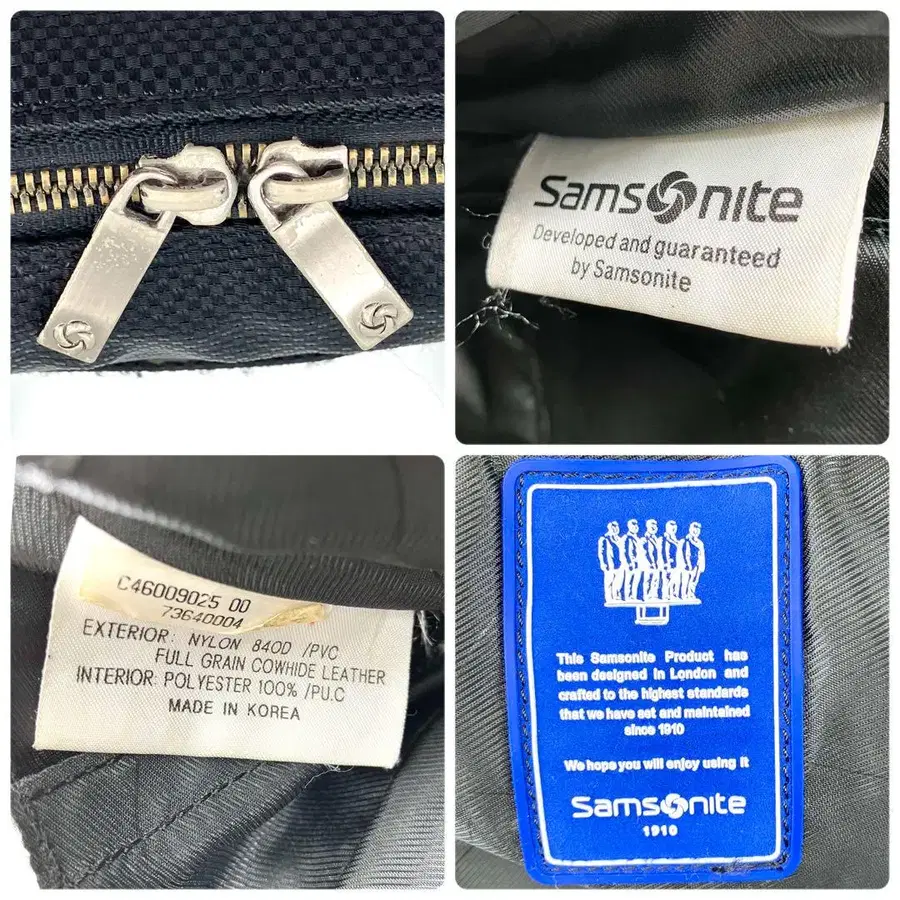 Samsonite
Developed and guaranteed
by Samsonite
C46009025 00
73640004
EXTERIOR: NYLON 840D /PVC
FULL GRAIN COWHIDE LEATHER
INTERIOR: POLYESTER 100% /PU.C
MADE IN KOREA
This Samsonite Product has
been designed in London and
crafted to the highest standards
that we have set and maintained
since 1910
We hope you will enjoy using it
Samsonite
1910